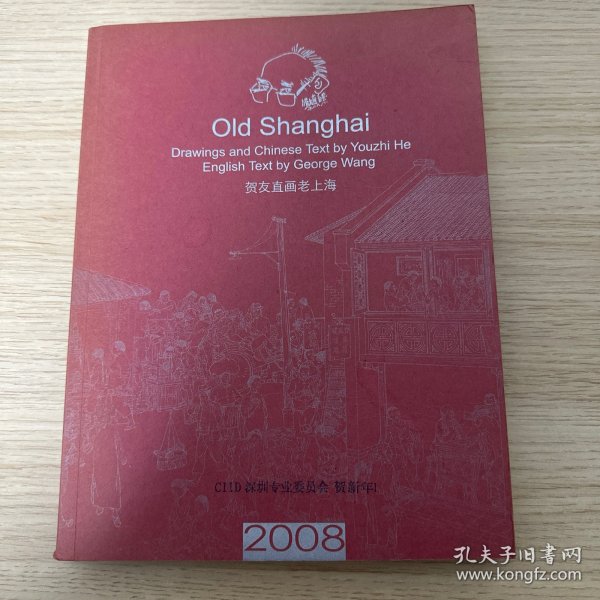 Old Shanghai
Drawings and Chinese Text by Youzhi He
English Text by George Wang
贺友直画老上海
CIID 深圳专业委员会 贺新年!
2008
孔夫子旧书网
www.kongfz.com